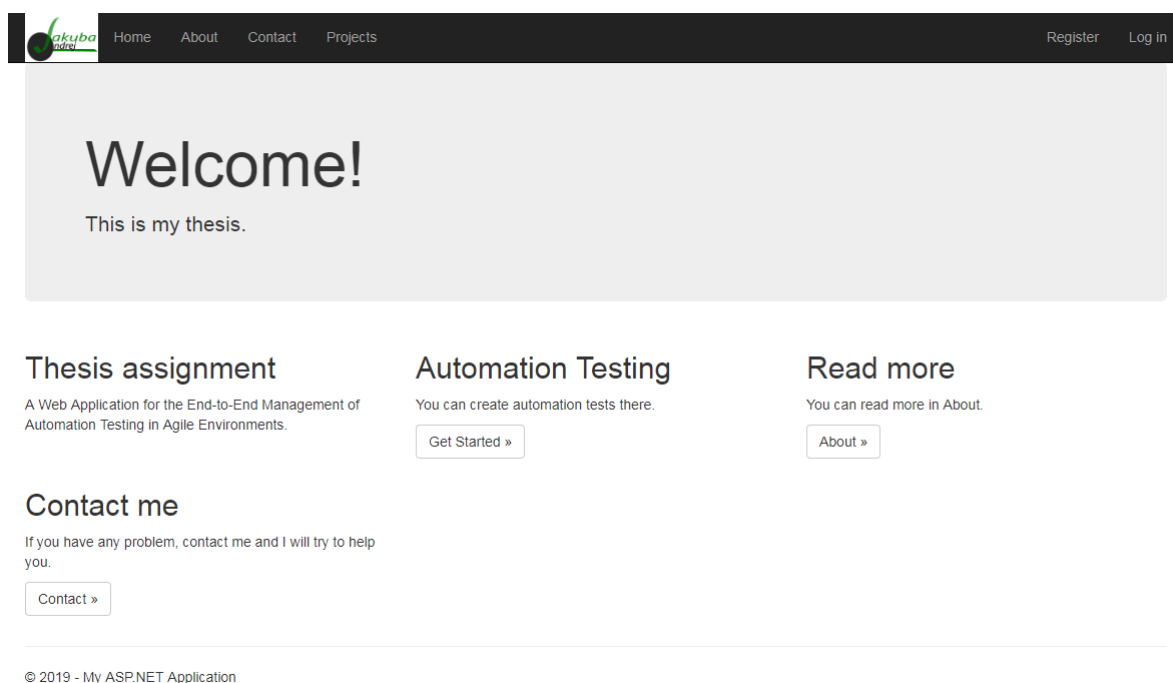 Jakuba
Andrej
Home About Contact Projects Register Log in
Welcome!
This is my thesis.
Thesis assignment
A Web Application for the End-to-End Management of
Automation Testing in Agile Environments.
Automation Testing
You can create automation tests there.
Get Started »
Read more
You can read more in About.
About »
Contact me
If you have any problem, contact me and I will try to help
you.
Contact »
© 2019 - My ASP.NET Application